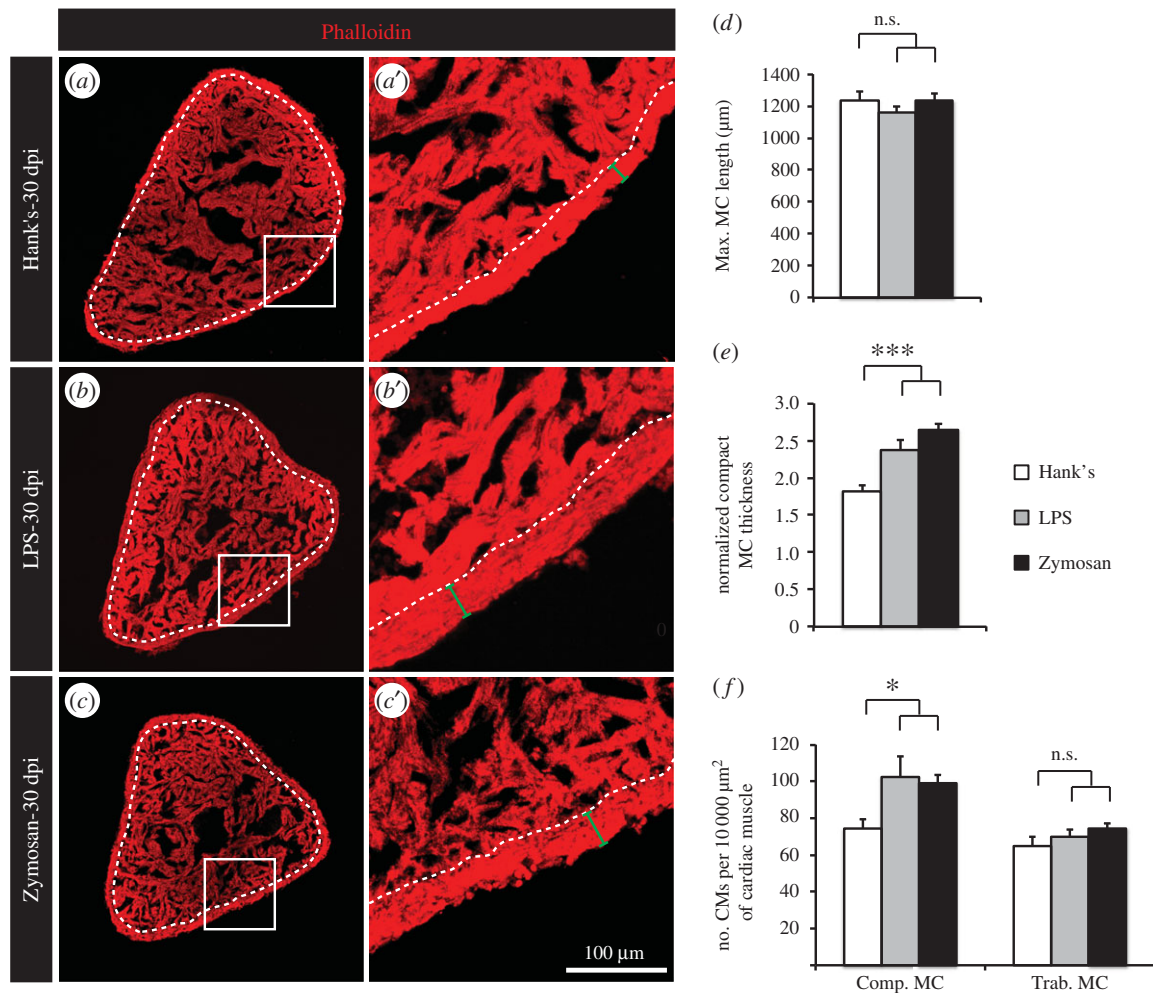 Phalloidin
Hank's-30 dpi
(a)
(a′)
LPS-30 dpi
(b)
(b′)
0
Zymosan-30 dpi
(c)
(c′)
100 µm
(d)
n.s.
Max. MC length (µm)
1400
1200
1000
800
600
400
200
0
(e)
***
normalized compact
MC thickness
3.0
2.5
2.0
1.5
1.0
0.5
0
Hank's
LPS
Zymosan
(f)
*
n.s.
no. CMs per 10 000 µm²
of cardiac muscle
120
100
80
60
40
20
Comp. MC
Trab. MC